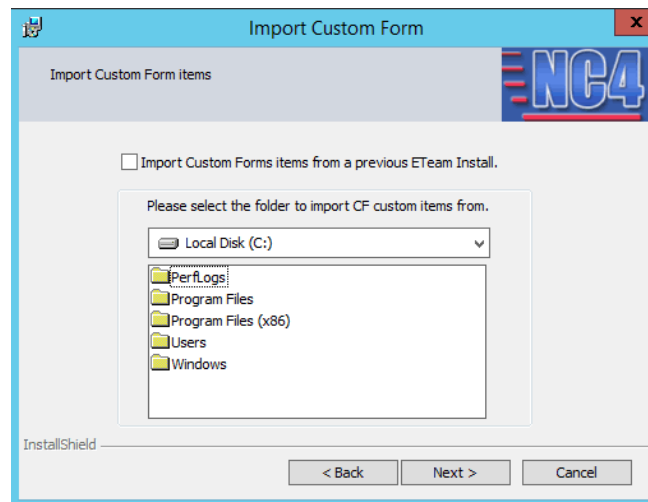 Import Custom Form
x
Import Custom Form items
NC4
Import Custom Forms items from a previous ETeam Install.
Please select the folder to import CF custom items from.
Local Disk (C:)
PerfLogs
Program Files
Program Files (x86)
Users
Windows
InstallShield
< Back
Next >
Cancel